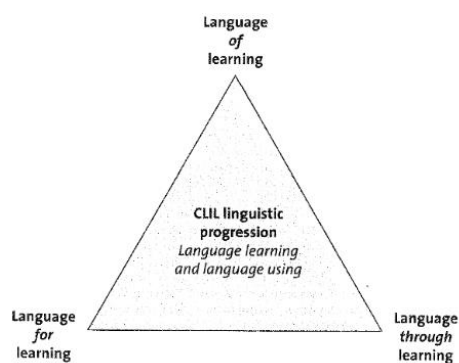 Language
of
learning
CLIL linguistic
progression
Language learning
and language using
Language
for
learning
Language
through
learning